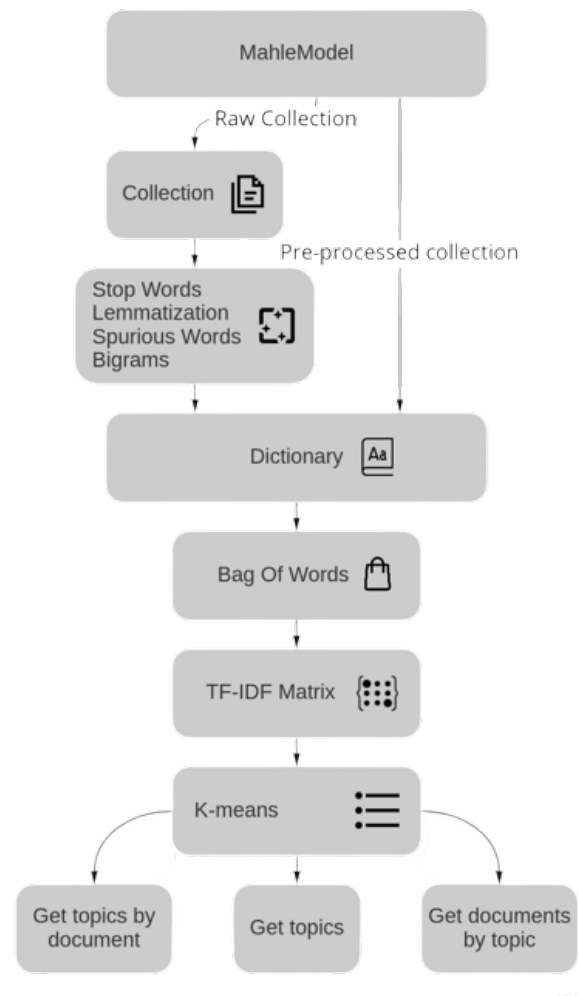 MahleModel
Raw Collection
Collection
Pre-processed collection
Stop Words
Lemmatization
Spurious Words
Bigrams
Dictionary
Aa
Bag Of Words
TF-IDF Matrix
K-means
Get topics by
document
Get topics
Get documents
by topic